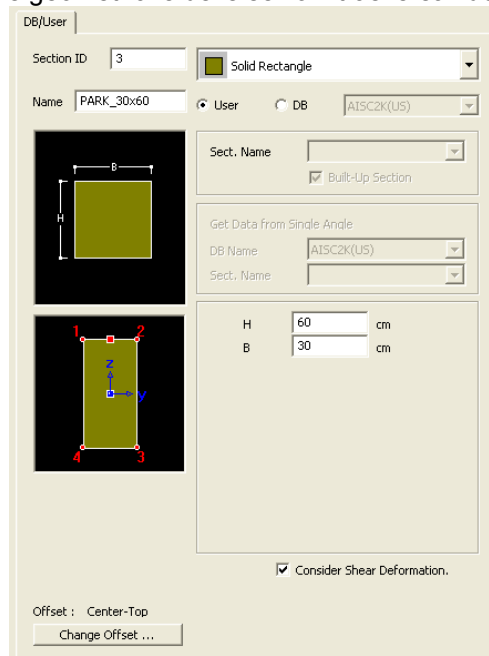 DB/User
Section ID 3
Solid Rectangle
Name PARK_30x60
User DB AISC2K(US)
B
H
Sect. Name
Built-Up Section
Get Data from Single Angle
DB Name AISC2K(US)
Sect. Name
1 2
z
y
4 3
H 60 cm
B 30 cm
Consider Shear Deformation.
Offset : Center-Top
Change Offset ...